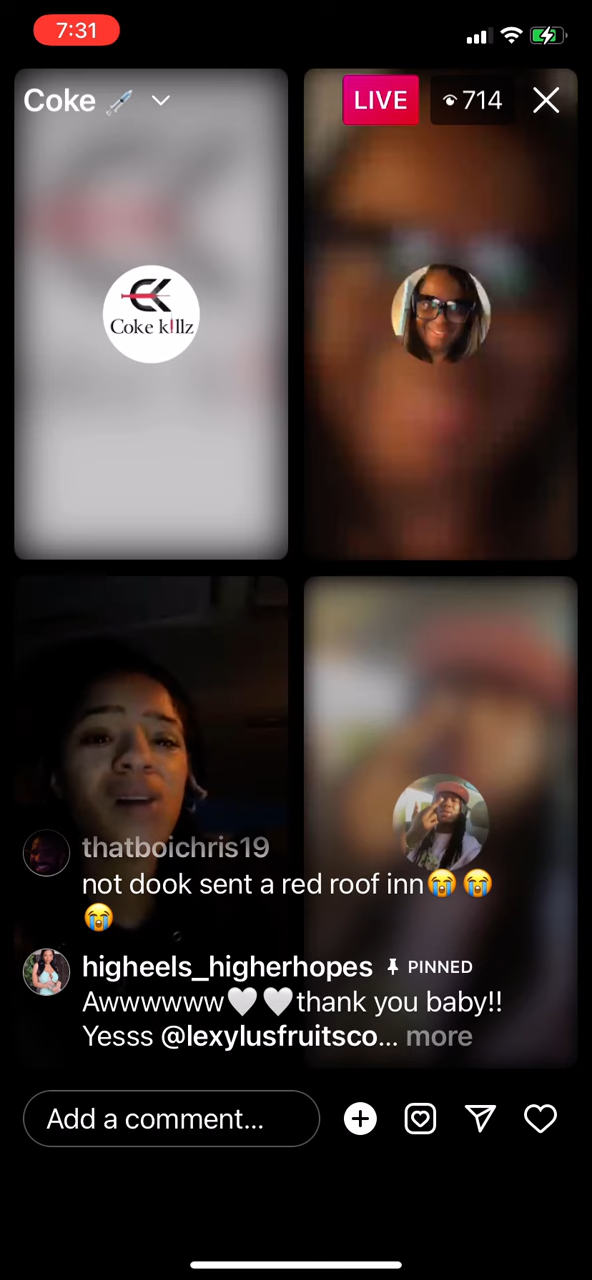 7:31
Coke
LIVE
714
Coke kIllz
thatboichris19
not dook sent a red roof inn😭😭
😭
higheels_higherhopes PINNED
Awwwwww🤍🤍thank you baby!!
Yesss @lexylusfruitsco... more
Add a comment...